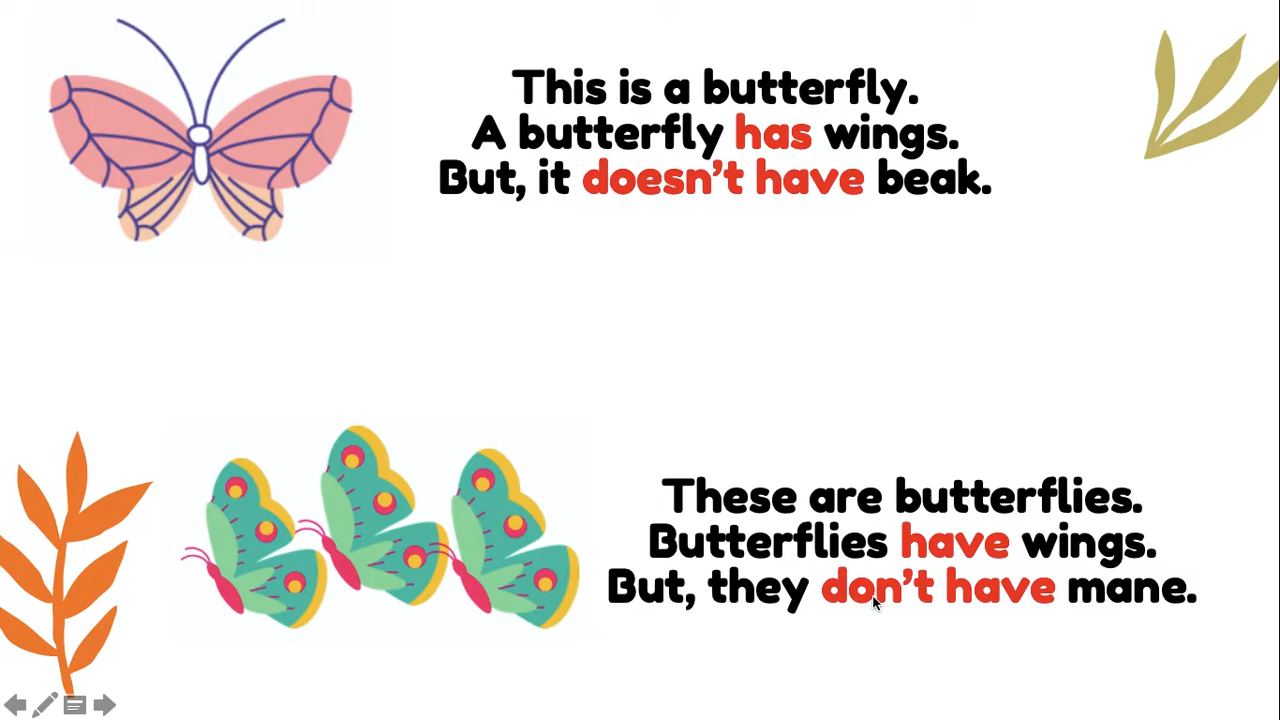 This is a butterfly.
A butterfly has wings.
But, it doesn't have beak.
These are butterflies.
Butterflies have wings.
But, they don't have mane.